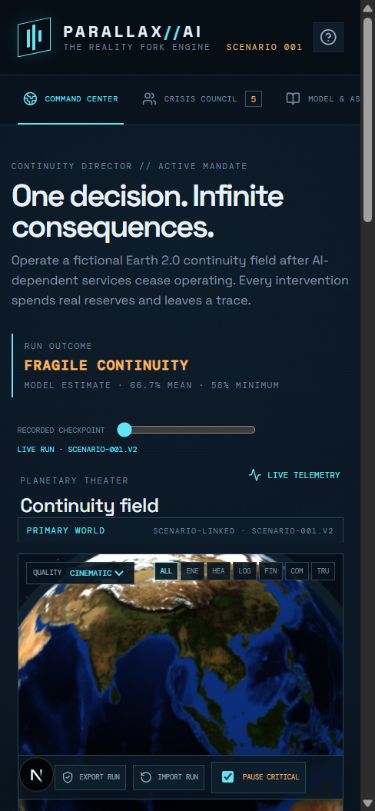 PARALLAX//AI
THE REALITY FORK ENGINE
SCENARIO 001
COMMAND CENTER
CRISIS COUNCIL 5
MODEL & AS
CONTINUITY DIRECTOR // ACTIVE MANDATE
One decision. Infinite
consequences.
Operate a fictional Earth 2.0 continuity field after AI-
dependent services cease operating. Every intervention
spends real reserves and leaves a trace.
RUN OUTCOME
FRAGILE CONTINUITY
MODEL ESTIMATE · 66.7% MEAN · 58% MINIMUM
RECORDED CHECKPOINT
LIVE RUN · SCENARIO-001.V2
PLANETARY THEATER
LIVE TELEMETRY
Continuity field
PRIMARY WORLD
SCENARIO-LINKED · SCENARIO-001.V2
QUALITY CINEMATIC
ALL ENE HEA LOG FIN COM TRU
N
EXPORT RUN
IMPORT RUN
PAUSE CRITICAL